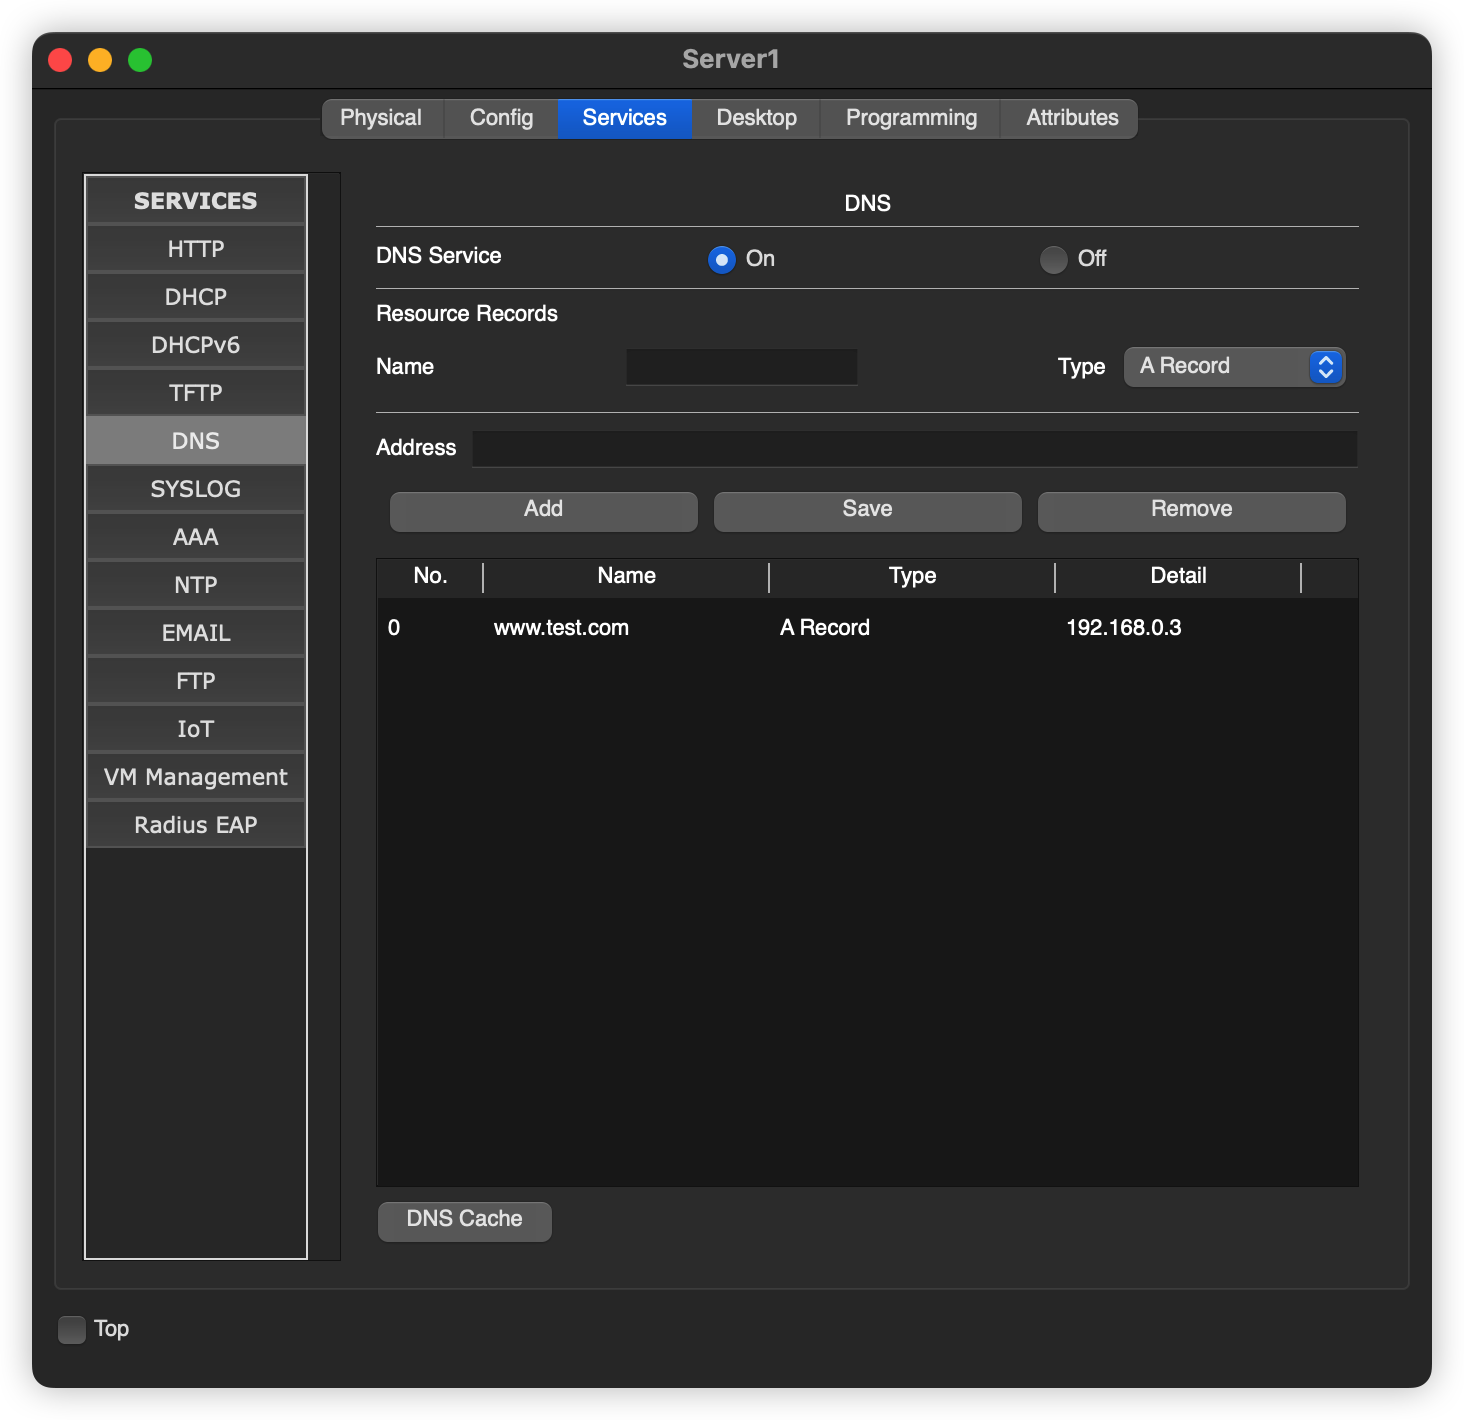 Server1
Physical Config Services Desktop Programming Attributes
SERVICES
HTTP
DHCP
DHCPv6
TFTP
DNS
SYSLOG
AAA
NTP
EMAIL
FTP
IoT
VM Management
Radius EAP
DNS
DNS Service On Off
Resource Records
Name Type A Record
Address
Add Save Remove
No. Name Type Detail
0 www.test.com A Record 192.168.0.3
DNS Cache
Top